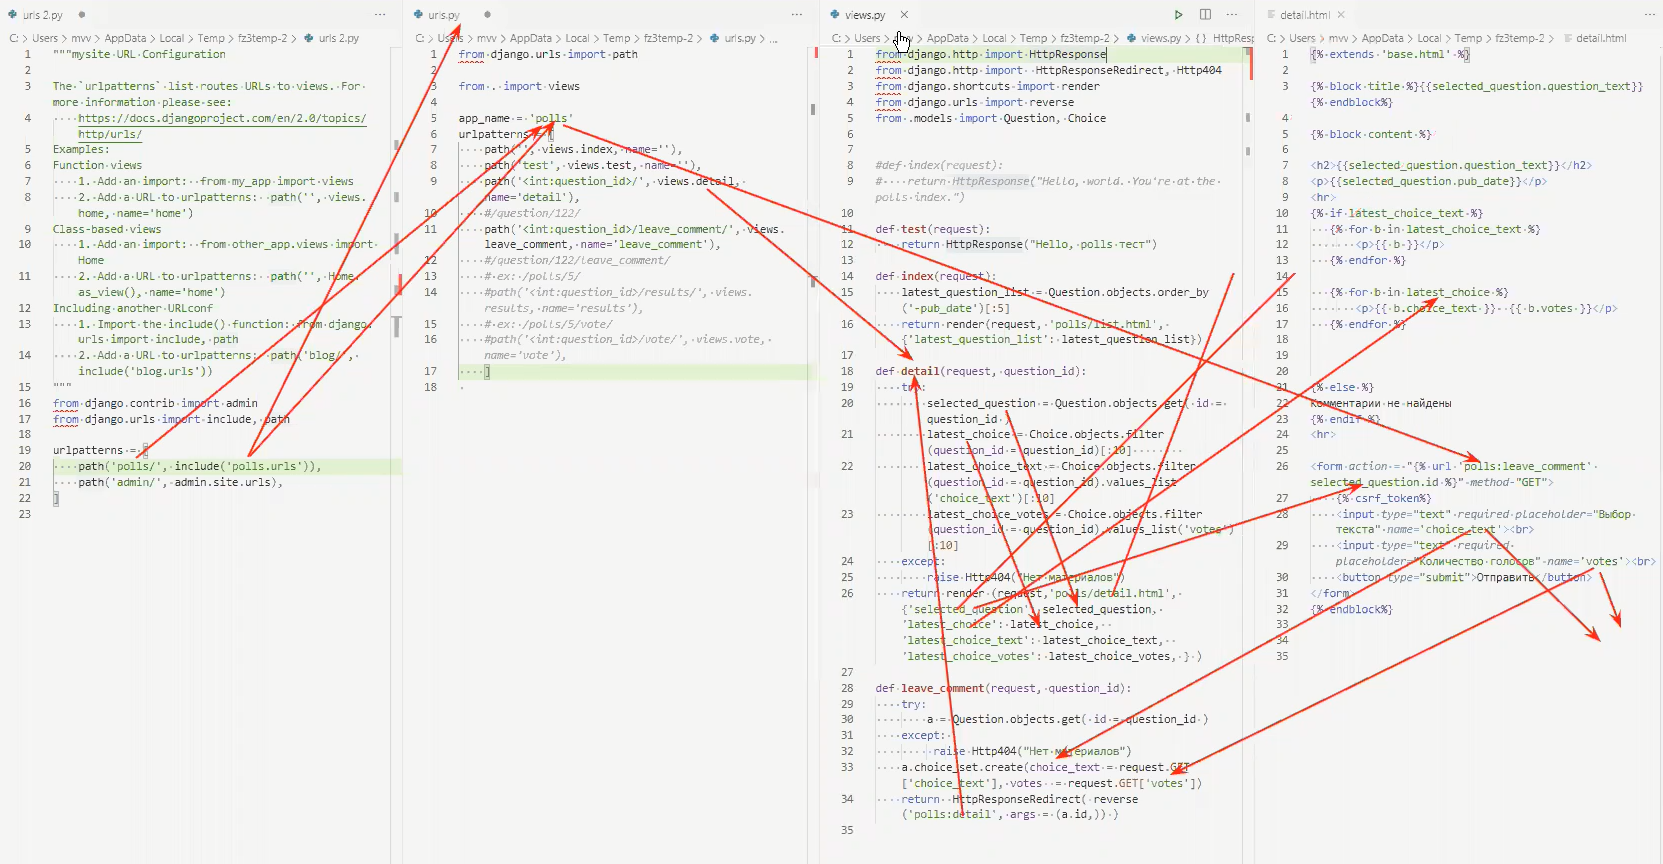 uris 2.py
C: > Users > mvv > AppData > Local > Temp > fz3temp-2 > uris 2.py
1 """mysite URL Configuration
2
3 The `urlpatterns` list routes URLs to views. For
more information please see:
4 https://docs.djangoproject.com/en/2.0/topics/
http/urls/
5 Examples:
6 Function views
7 1. Add an import: from my_app import views
8 2. Add a URL to urlpatterns: path('', views.
home, name='home')
9 Class-based views
10 1. Add an import: from other_app.views import
Home
11 2. Add a URL to urlpatterns: path('', Home.
as_view(), name='home')
12 Including another URLconf
13 1. Import the include() function: from django.
urls import include, path
14 2. Add a URL to urlpatterns: path('blog/',
include('blog.urls'))
15 """
16 from django.contrib import admin
17 from django.urls import include, path
18
19 urlpatterns = [
20 path('polls/', include('polls.urls')),
21 path('admin/', admin.site.urls),
22 ]
23
uris.py
C: > Users > mvv > AppData > Local > Temp > fz3temp-2 > uris.py > ...
1 from django.urls import path
2
3 from . import views
4
5 app_name = 'polls'
6 urlpatterns = [
7 path('', views.index, name=''),
8 path('test', views.test, name=''),
9 path('<int:question_id>/', views.detail,
name='detail'),
10 #/question/122/
11 path('<int:question_id>/leave_comment/', views.
leave_comment, name='leave_comment'),
12 #/question/122/leave_comment/
13 # ex: /polls/5/
14 #path('<int:question_id>/results/', views.
results, name='results'),
15 # ex: /polls/5/vote/
16 #path('<int:question_id>/vote/', views.vote,
name='vote'),
17 ]
18
views.py
C: > Users > AppData > Local > Temp > fz3temp-2 > views.py > {} HttpResp
1 from django.http import HttpResponse
2 from django.http import HttpResponseRedirect, Http404
3 from django.shortcuts import render
4 from django.urls import reverse
5 from .models import Question, Choice
6
7
8 #def index(request):
9 # return HttpResponse("Hello, world. You're at the
polls index.")
10
11 def test(request):
12 return HttpResponse("Hello, polls тест")
13
14 def index(request):
15 latest_question_list = Question.objects.order_by
('-pub_date')[:5]
16 return render(request, 'polls/list.html',
{'latest_question_list': latest_question_list})
17
18 def detail(request, question_id):
19 try:
20 selected_question = Question.objects.get( id =
question_id )
21 latest_choice = Choice.objects.filter
(question_id = question_id)[:10]
22 latest_choice_text = Choice.objects.filter
(question_id = question_id).values_list
('choice_text')[:10]
23 latest_choice_votes = Choice.objects.filter
(question_id = question_id).values_list('votes')
[:10]
24 except:
25 raise Http404("Нет материалов")
26 return render (request,'polls/detail.html',
{'selected_question': selected_question,
'latest_choice': latest_choice,
'latest_choice_text': latest_choice_text,
'latest_choice_votes': latest_choice_votes, } )
27
28 def leave_comment(request, question_id):
29 try:
30 a = Question.objects.get( id = question_id )
31 except:
32 raise Http404("Нет материалов")
33 a.choice_set.create(choice_text = request.GET
['choice_text'], votes = request.GET['votes'])
34 return HttpResponseRedirect( reverse
('polls:detail', args = (a.id,)) )
35
detail.html
C: > Users > mvv > AppData > Local > Temp > fz3temp-2 > detail.html
1 {% extends 'base.html' %}
2
3 {% block title %}{{selected_question.question_text}}
{% endblock%}
4
5 {% block content %}
6
7 <h2>{{selected_question.question_text}}</h2>
8 <p>{{selected_question.pub_date}}</p>
9 <hr>
10 {% if latest_choice_text %}
11 {% for b in latest_choice_text %}
12 <p>{{ b }}</p>
13 {% endfor %}
14
15 {% for b in latest_choice %}
16 <p>{{ b.choice_text }} {{ b.votes }}</p>
17 {% endfor %}
18
19
20
21 {% else %}
22 Комментарии не найдены
23 {% endif %}
24 <hr>
25
26 <form action = "{% url 'polls:leave_comment'
selected_question.id %}" method="GET">
27 {% csrf_token%}
28 <input type="text" required placeholder="Выбор
текста" name='choice_text'><br>
29 <input type="text" required
placeholder="Количество голосов" name='votes'><br>
30 <button type="submit">Отправить</button>
31 </form>
32 {% endblock%}
33
34
35